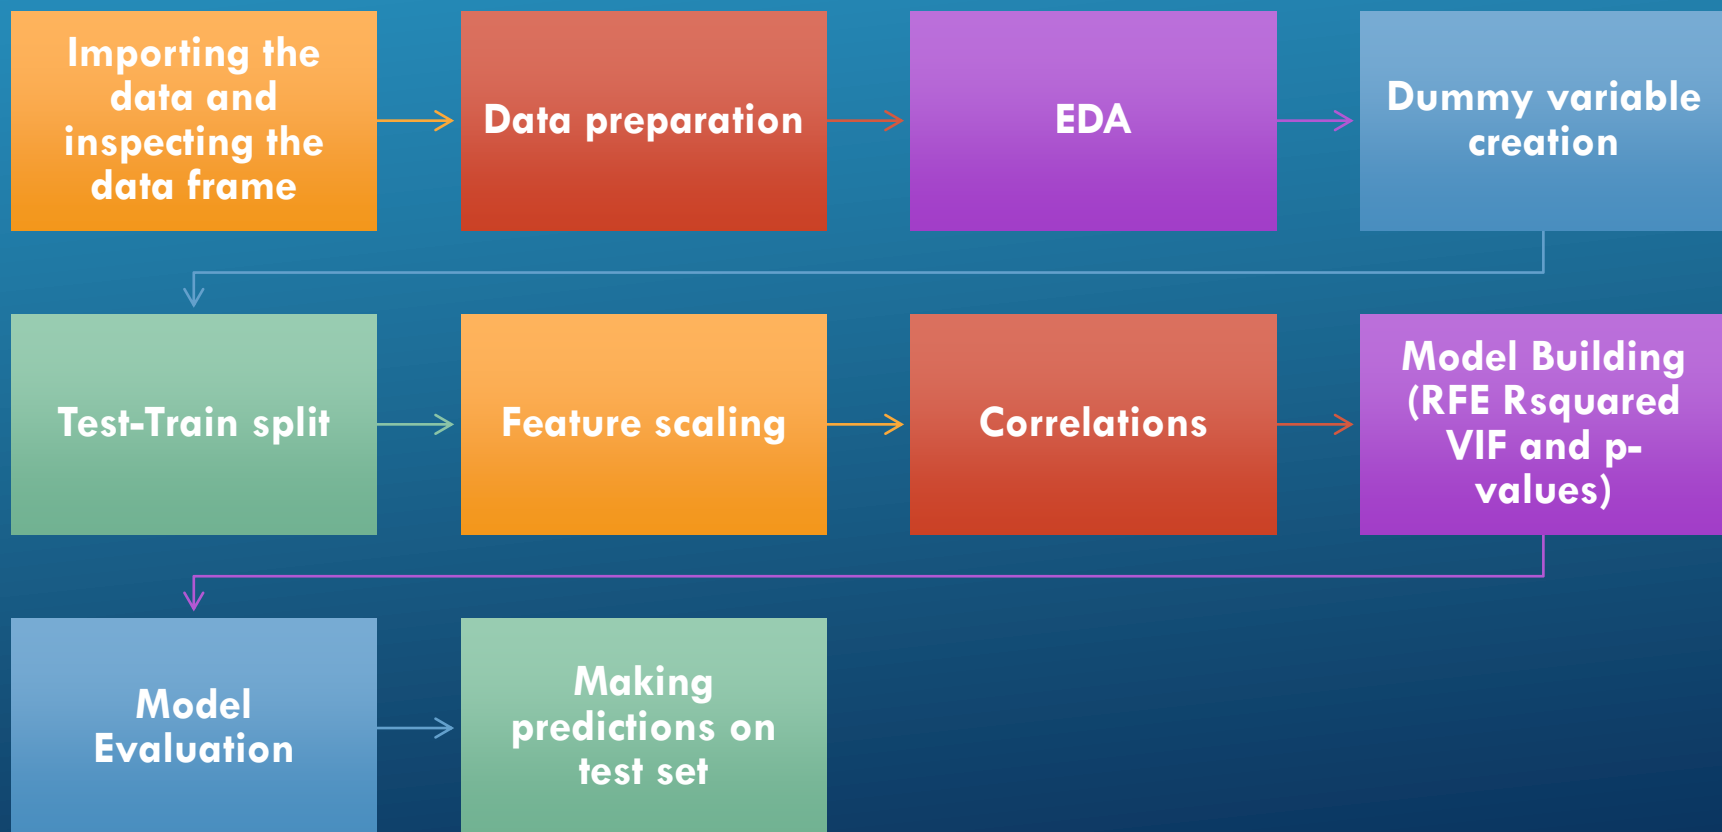 Importing the
data and
inspecting the
data frame
Data preparation
EDA
Dummy variable
creation
Test-Train split
Feature scaling
Correlations
Model Building
(RFE Rsquared
VIF and p-
values)
Model
Evaluation
Making
predictions on
test set